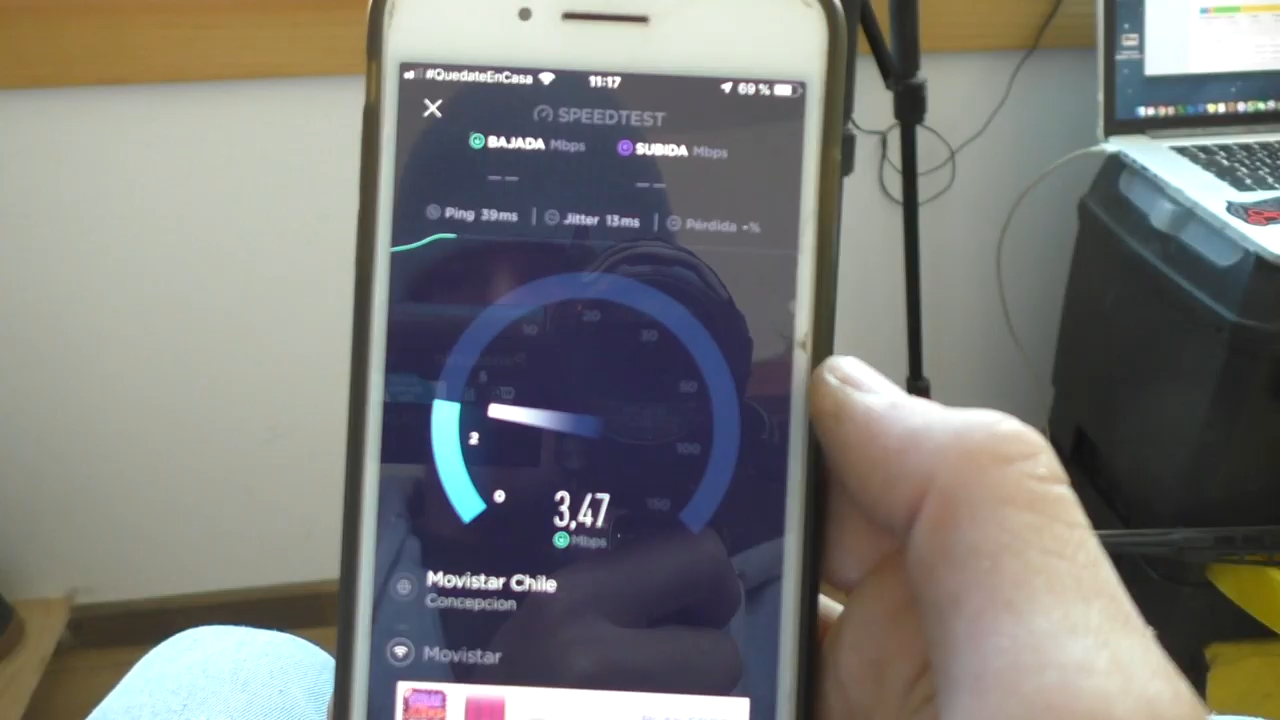 #QuedateEnCasa 11:17 69 %
SPEEDTEST
BAJADA Mbps SUBIDA Mbps
-- --
Ping 39ms | Jitter 13ms | Pérdida -%
20
10 30
5 60
2 100
0 150
3,47
Mbps
Movistar Chile
Concepcion
Movistar